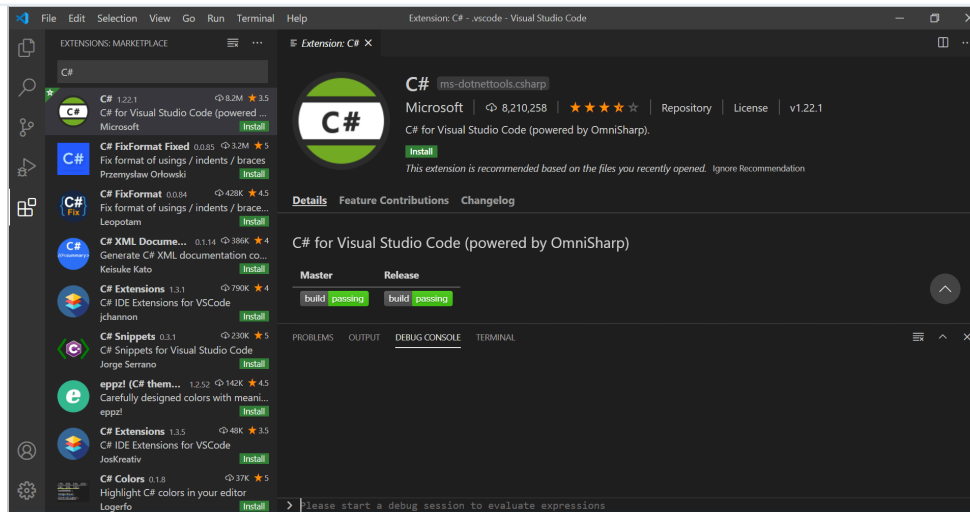 File Edit Selection View Go Run Terminal Help Extension: C# - .vscode - Visual Studio Code
EXTENSIONS: MARKETPLACE
C#
C# 1.22.1 8.2M 3.5
C# for Visual Studio Code (powered ...
Microsoft Install
C# FixFormat Fixed 0.0.85 3.2M 5
Fix format of usings / indents / braces
Przemysław Orłowski Install
C# FixFormat 0.0.84 428K 4.5
Fix format of usings / indents / brace...
Leopotam Install
C# XML Docume... 0.1.14 386K 4
Generate C# XML documentation co...
Keisuke Kato Install
C# Extensions 1.3.1 790K 4
C# IDE Extensions for VSCode
jchannon Install
C# Snippets 0.3.1 230K 5
C# Snippets for Visual Studio Code
Jorge Serrano Install
eppz! (C# them... 1.2.52 142K 4.5
Carefully designed colors with meani...
eppz! Install
C# Extensions 1.3.5 48K 3.5
C# IDE Extensions for VSCode
JosKreativ Install
C# Colors 0.1.8 37K 5
Highlight C# colors in your editor
Logerfo Install
C#
C#
{C#}
Fix
C#
e
Extension: C#
C#
C# ms-dotnettools.csharp
Microsoft 8,210,258 Repository License v1.22.1
C# for Visual Studio Code (powered by OmniSharp).
Install
This extension is recommended based on the files you recently opened. Ignore Recommendation
Details Feature Contributions Changelog
C# for Visual Studio Code (powered by OmniSharp)
Master Release
build passing build passing
PROBLEMS OUTPUT DEBUG CONSOLE TERMINAL
Please start a debug session to evaluate expressions